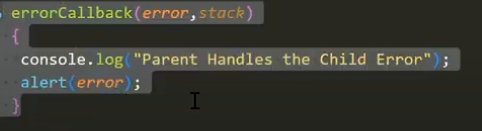 errorCallback(error,stack)
{
console.log("Parent Handles the Child Error");
alert(error);
}